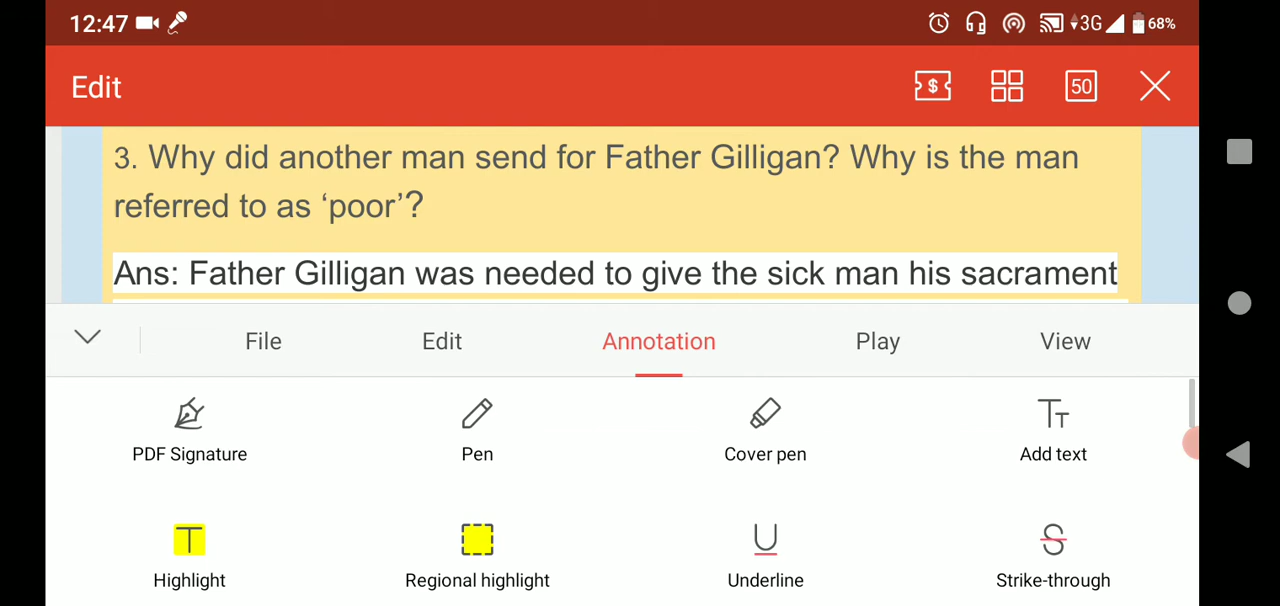 12:47 3G 68%
Edit 50
3. Why did another man send for Father Gilligan? Why is the man
referred to as ‘poor’?
Ans: Father Gilligan was needed to give the sick man his sacrament
File Edit Annotation Play View
PDF Signature Pen Cover pen Add text
Highlight Regional highlight Underline Strike-through